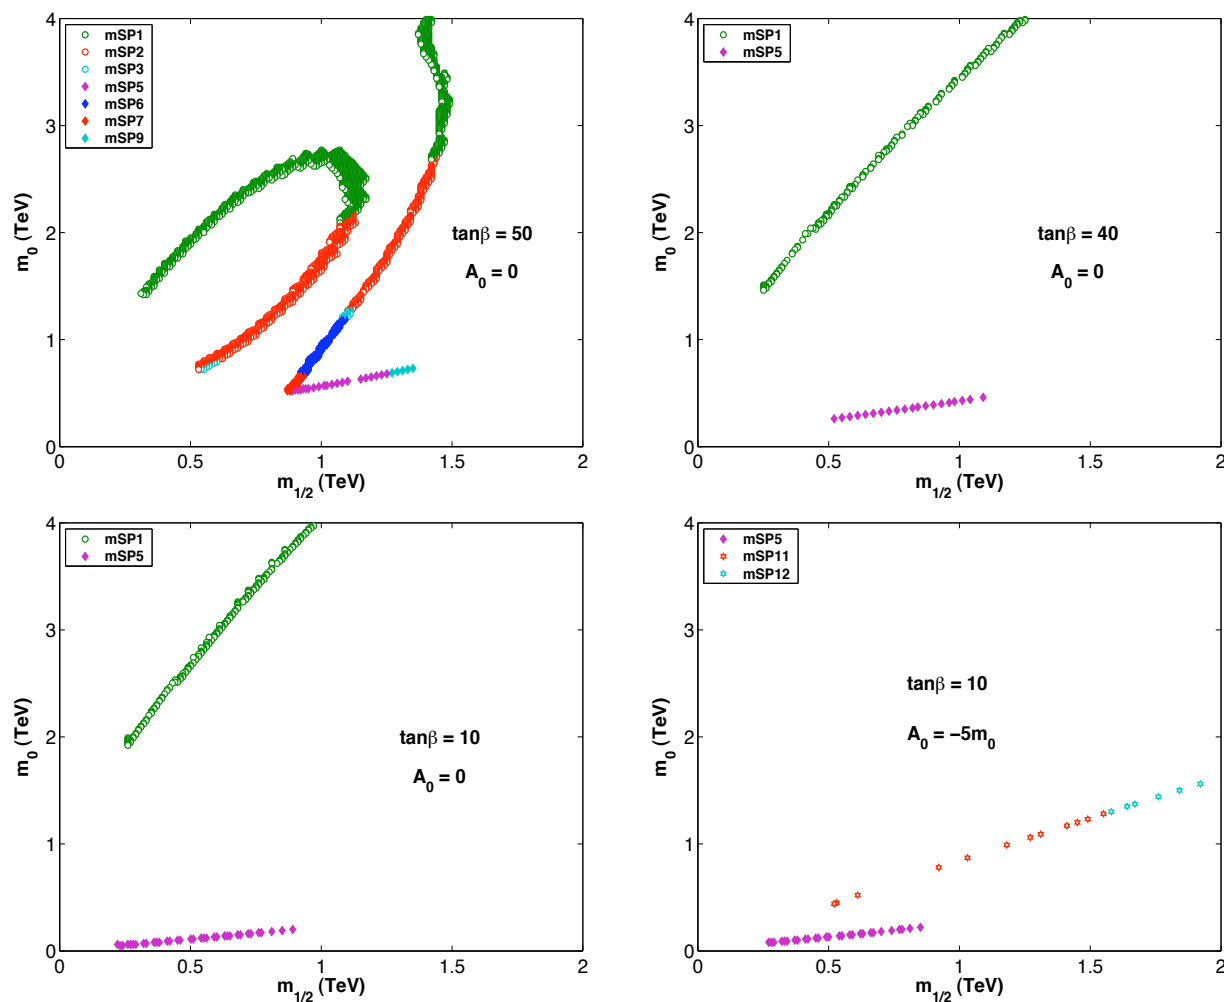 4
3
2
1
0
0
0.5
1
1.5
2
m0 (TeV)
m1/2 (TeV)
mSP1
mSP2
mSP3
mSP5
mSP6
mSP7
mSP9
tanβ = 50
A0 = 0
4
3
2
1
0
0
0.5
1
1.5
2
m0 (TeV)
m1/2 (TeV)
mSP1
mSP5
tanβ = 40
A0 = 0
4
3
2
1
0
0
0.5
1
1.5
2
m0 (TeV)
m1/2 (TeV)
mSP1
mSP5
tanβ = 10
A0 = 0
4
3
2
1
0
0
0.5
1
1.5
2
m0 (TeV)
m1/2 (TeV)
mSP5
mSP11
mSP12
tanβ = 10
A0 = −5m0